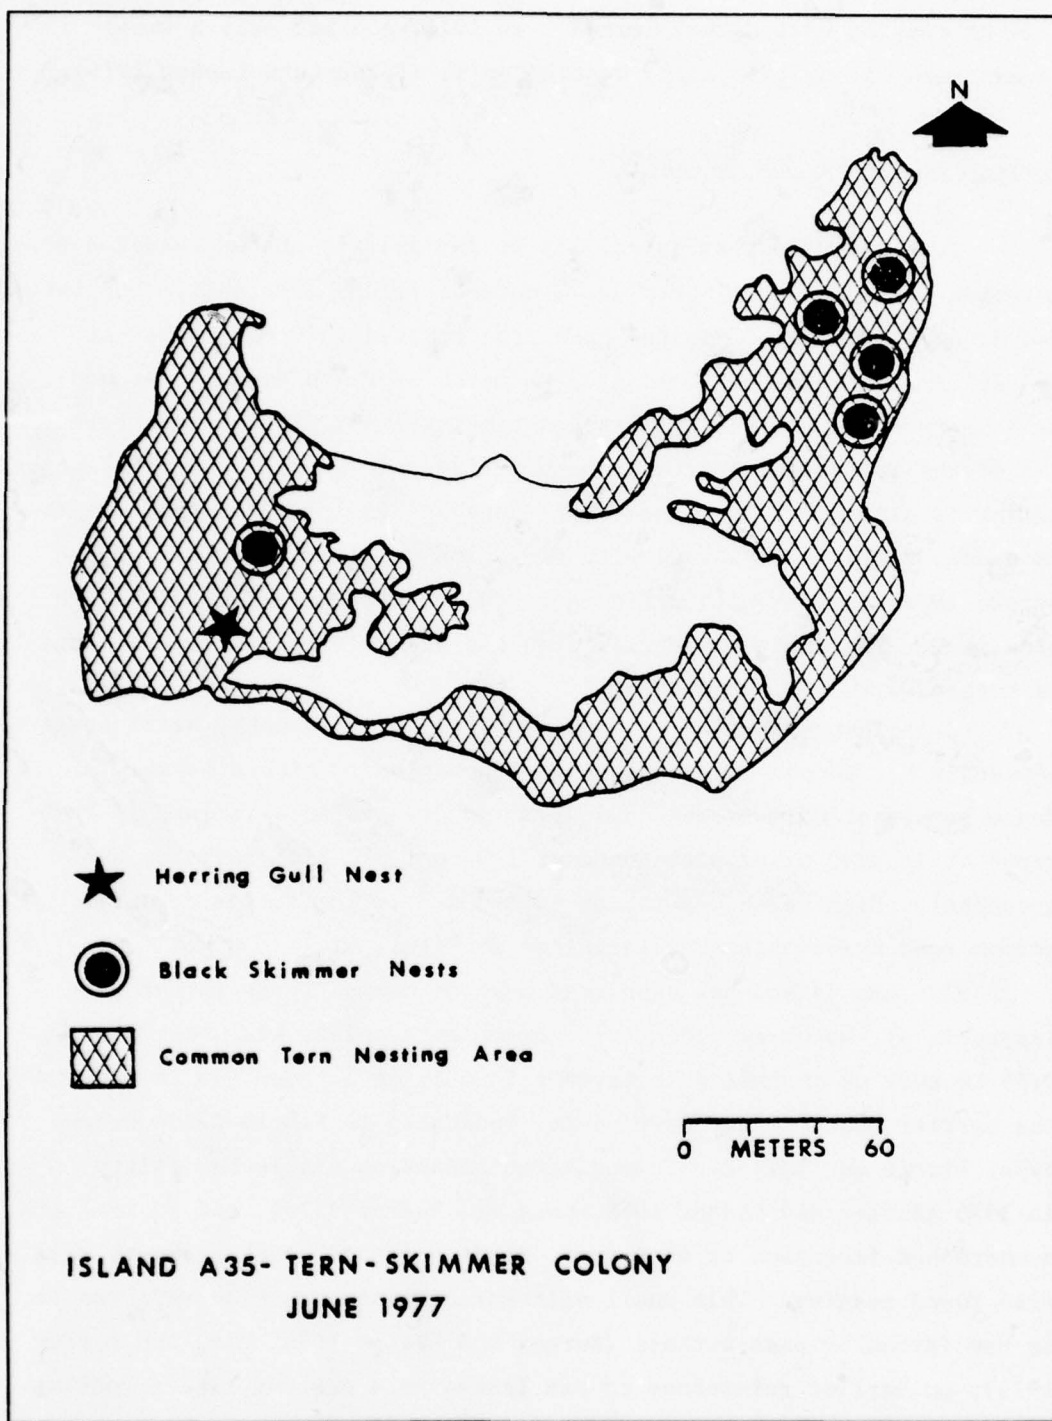 N
Herring Gull Nest
Black Skimmer Nests
Common Tern Nesting Area
0 METERS 60
ISLAND A35- TERN-SKIMMER COLONY
JUNE 1977